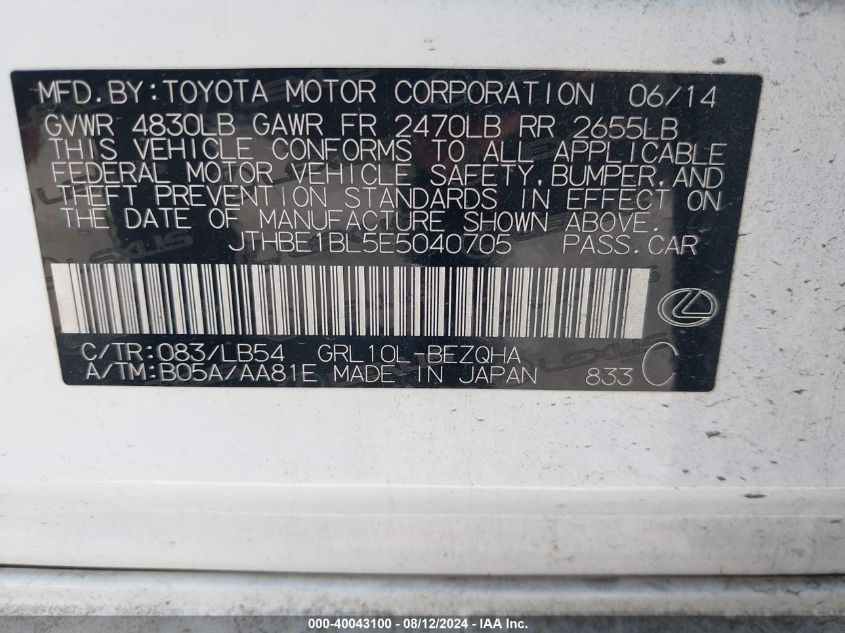 MFD.BY:TOYOTA MOTOR CORPORATION 06/14
GVWR 4830LB GAWR FR 2470LB RR 2655LB
THIS VEHICLE CONFORMS TO ALL APPLICABLE
FEDERAL MOTOR VEHICLE SAFETY, BUMPER, AND
THEFT PREVENTION STANDARDS IN EFFECT ON
THE DATE OF MANUFACTURE SHOWN ABOVE.
JTHBE1BL5E5040705 PASS.CAR
C/TR:083/LB54 GRL10L-BEZQHA
A/TM:B05A/AA81E MADE IN JAPAN 833 C
000-40043100 - 08/12/2024 - IAA Inc.